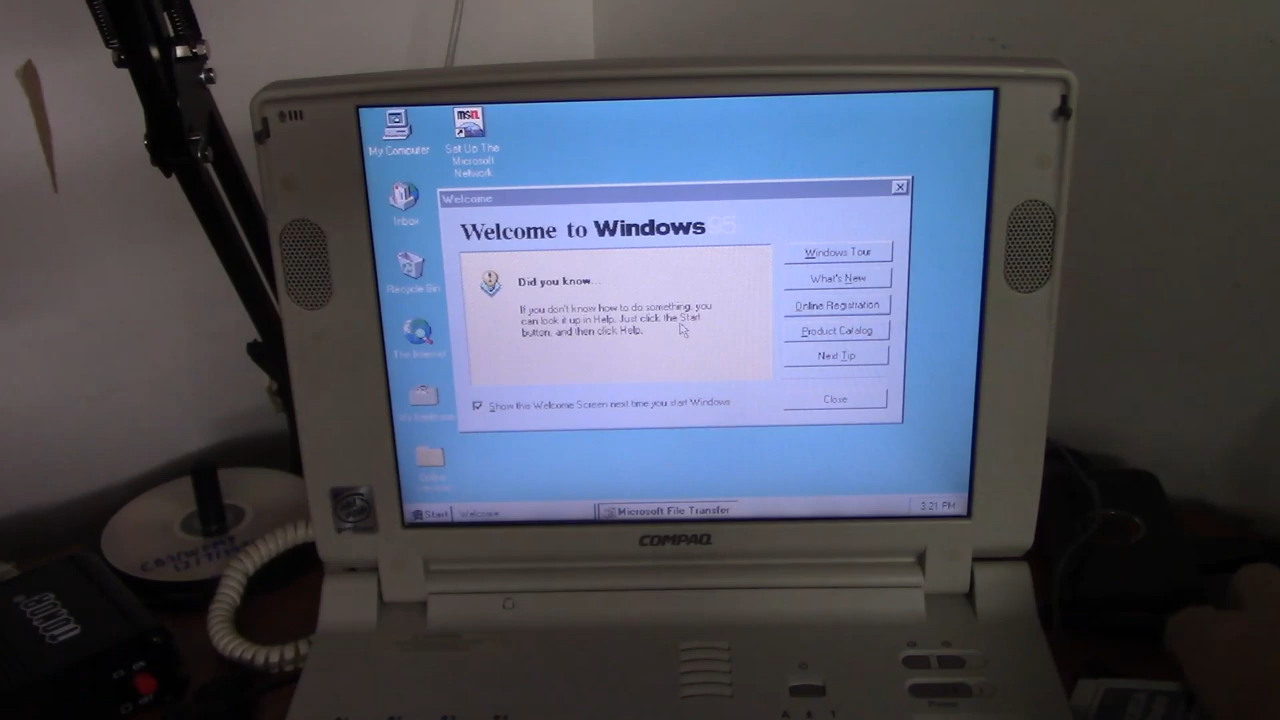 My Computer
msn
Set Up The
Microsoft
Network
Inbox
Recycle Bin
The Internet
Welcome
Welcome to Windows 95
Did you know...
If you don't know how to do something, you
can look it up in Help. Just click the Start
button, and then click Help.
Windows Tour
What's New
Online Registration
Product Catalog
Next Tip
Show this Welcome Screen next time you start Windows
Close
Start
Welcome
Microsoft File Transfer
3:21 PM
COMPAQ
Power